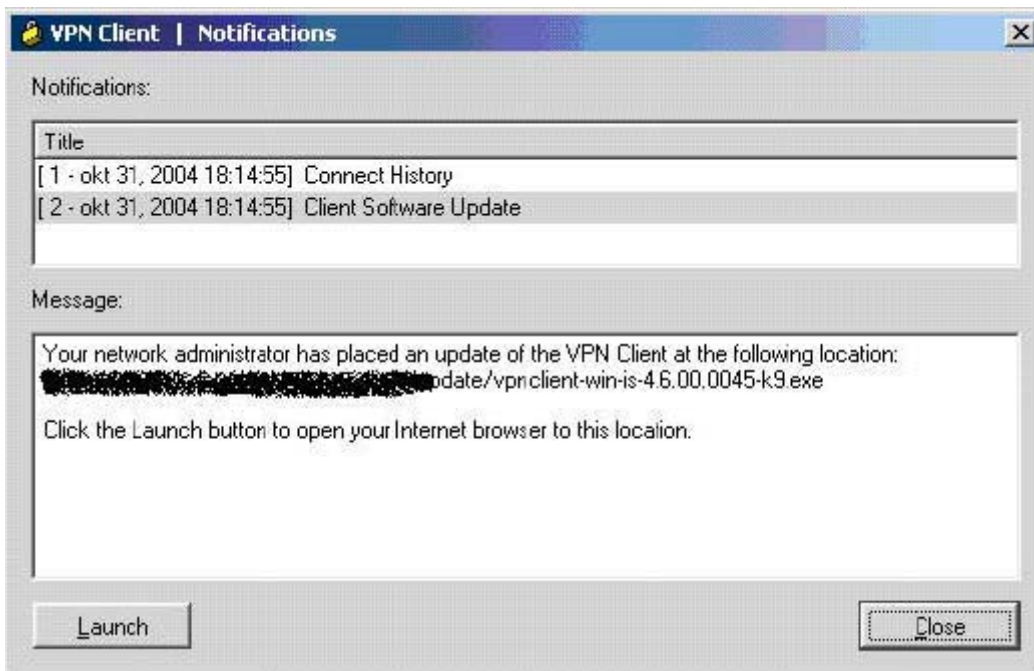 VPN Client | Notifications
Notifications:
Title
[ 1 - okt 31, 2004 18:14:55] Connect History
[ 2 - okt 31, 2004 18:14:55] Client Software Update
Message:
Your network administrator has placed an update of the VPN Client at the following location:
pdate/vpnclient-win-is-4.6.00.0045-k9.exe
Click the Launch button to open your Internet browser to this location.
Launch
Close